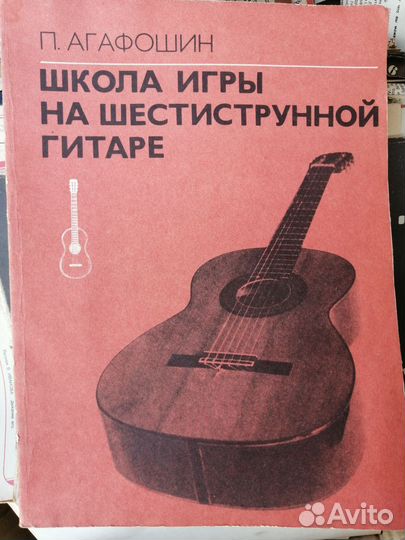 П. АГАФОШИН
ШКОЛА ИГРЫ
НА ШЕСТИСТРУННОЙ
ГИТАРЕ
Avito